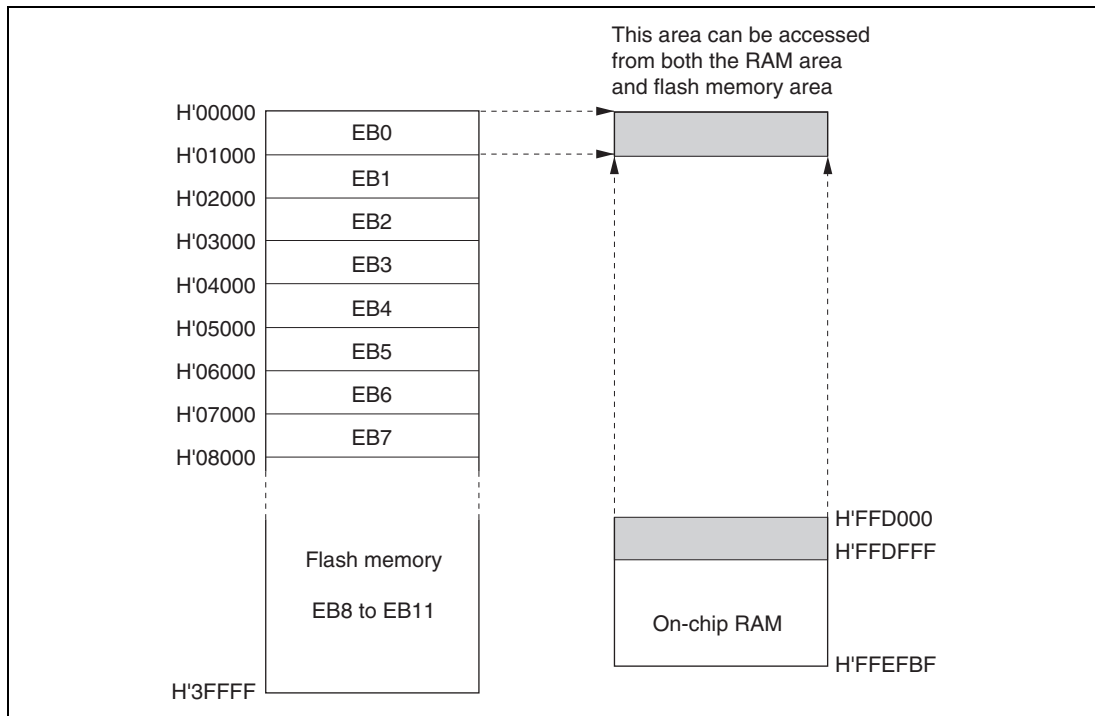 This area can be accessed
from both the RAM area
and flash memory area
H'00000
EB0
H'01000
EB1
H'02000
EB2
H'03000
EB3
H'04000
EB4
H'05000
EB5
H'06000
EB6
H'07000
EB7
H'08000
Flash memory
EB8 to EB11
H'3FFFF
H'FFD000
H'FFDFFF
On-chip RAM
H'FFEFBF